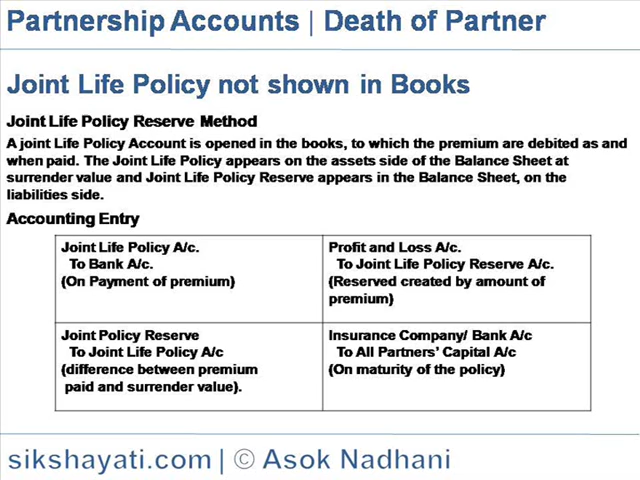 Partnership Accounts | Death of Partner
Joint Life Policy not shown in Books
Joint Life Policy Reserve Method
A joint Life Policy Account is opened in the books, to which the premium are debited as and
when paid. The Joint Life Policy appears on the assets side of the Balance Sheet at
surrender value and Joint Life Policy Reserve appears in the Balance Sheet, on the
liabilities side.
Accounting Entry
Joint Life Policy A/c.
To Bank A/c.
(On Payment of premium)
Profit and Loss A/c.
To Joint Life Policy Reserve A/c.
(Reserved created by amount of
premium)
Joint Policy Reserve
To Joint Life Policy A/c
(difference between premium
paid and surrender value).
Insurance Company/ Bank A/c
To All Partners' Capital A/c
(On maturity of the policy)
sikshayati.com | © Asok Nadhani